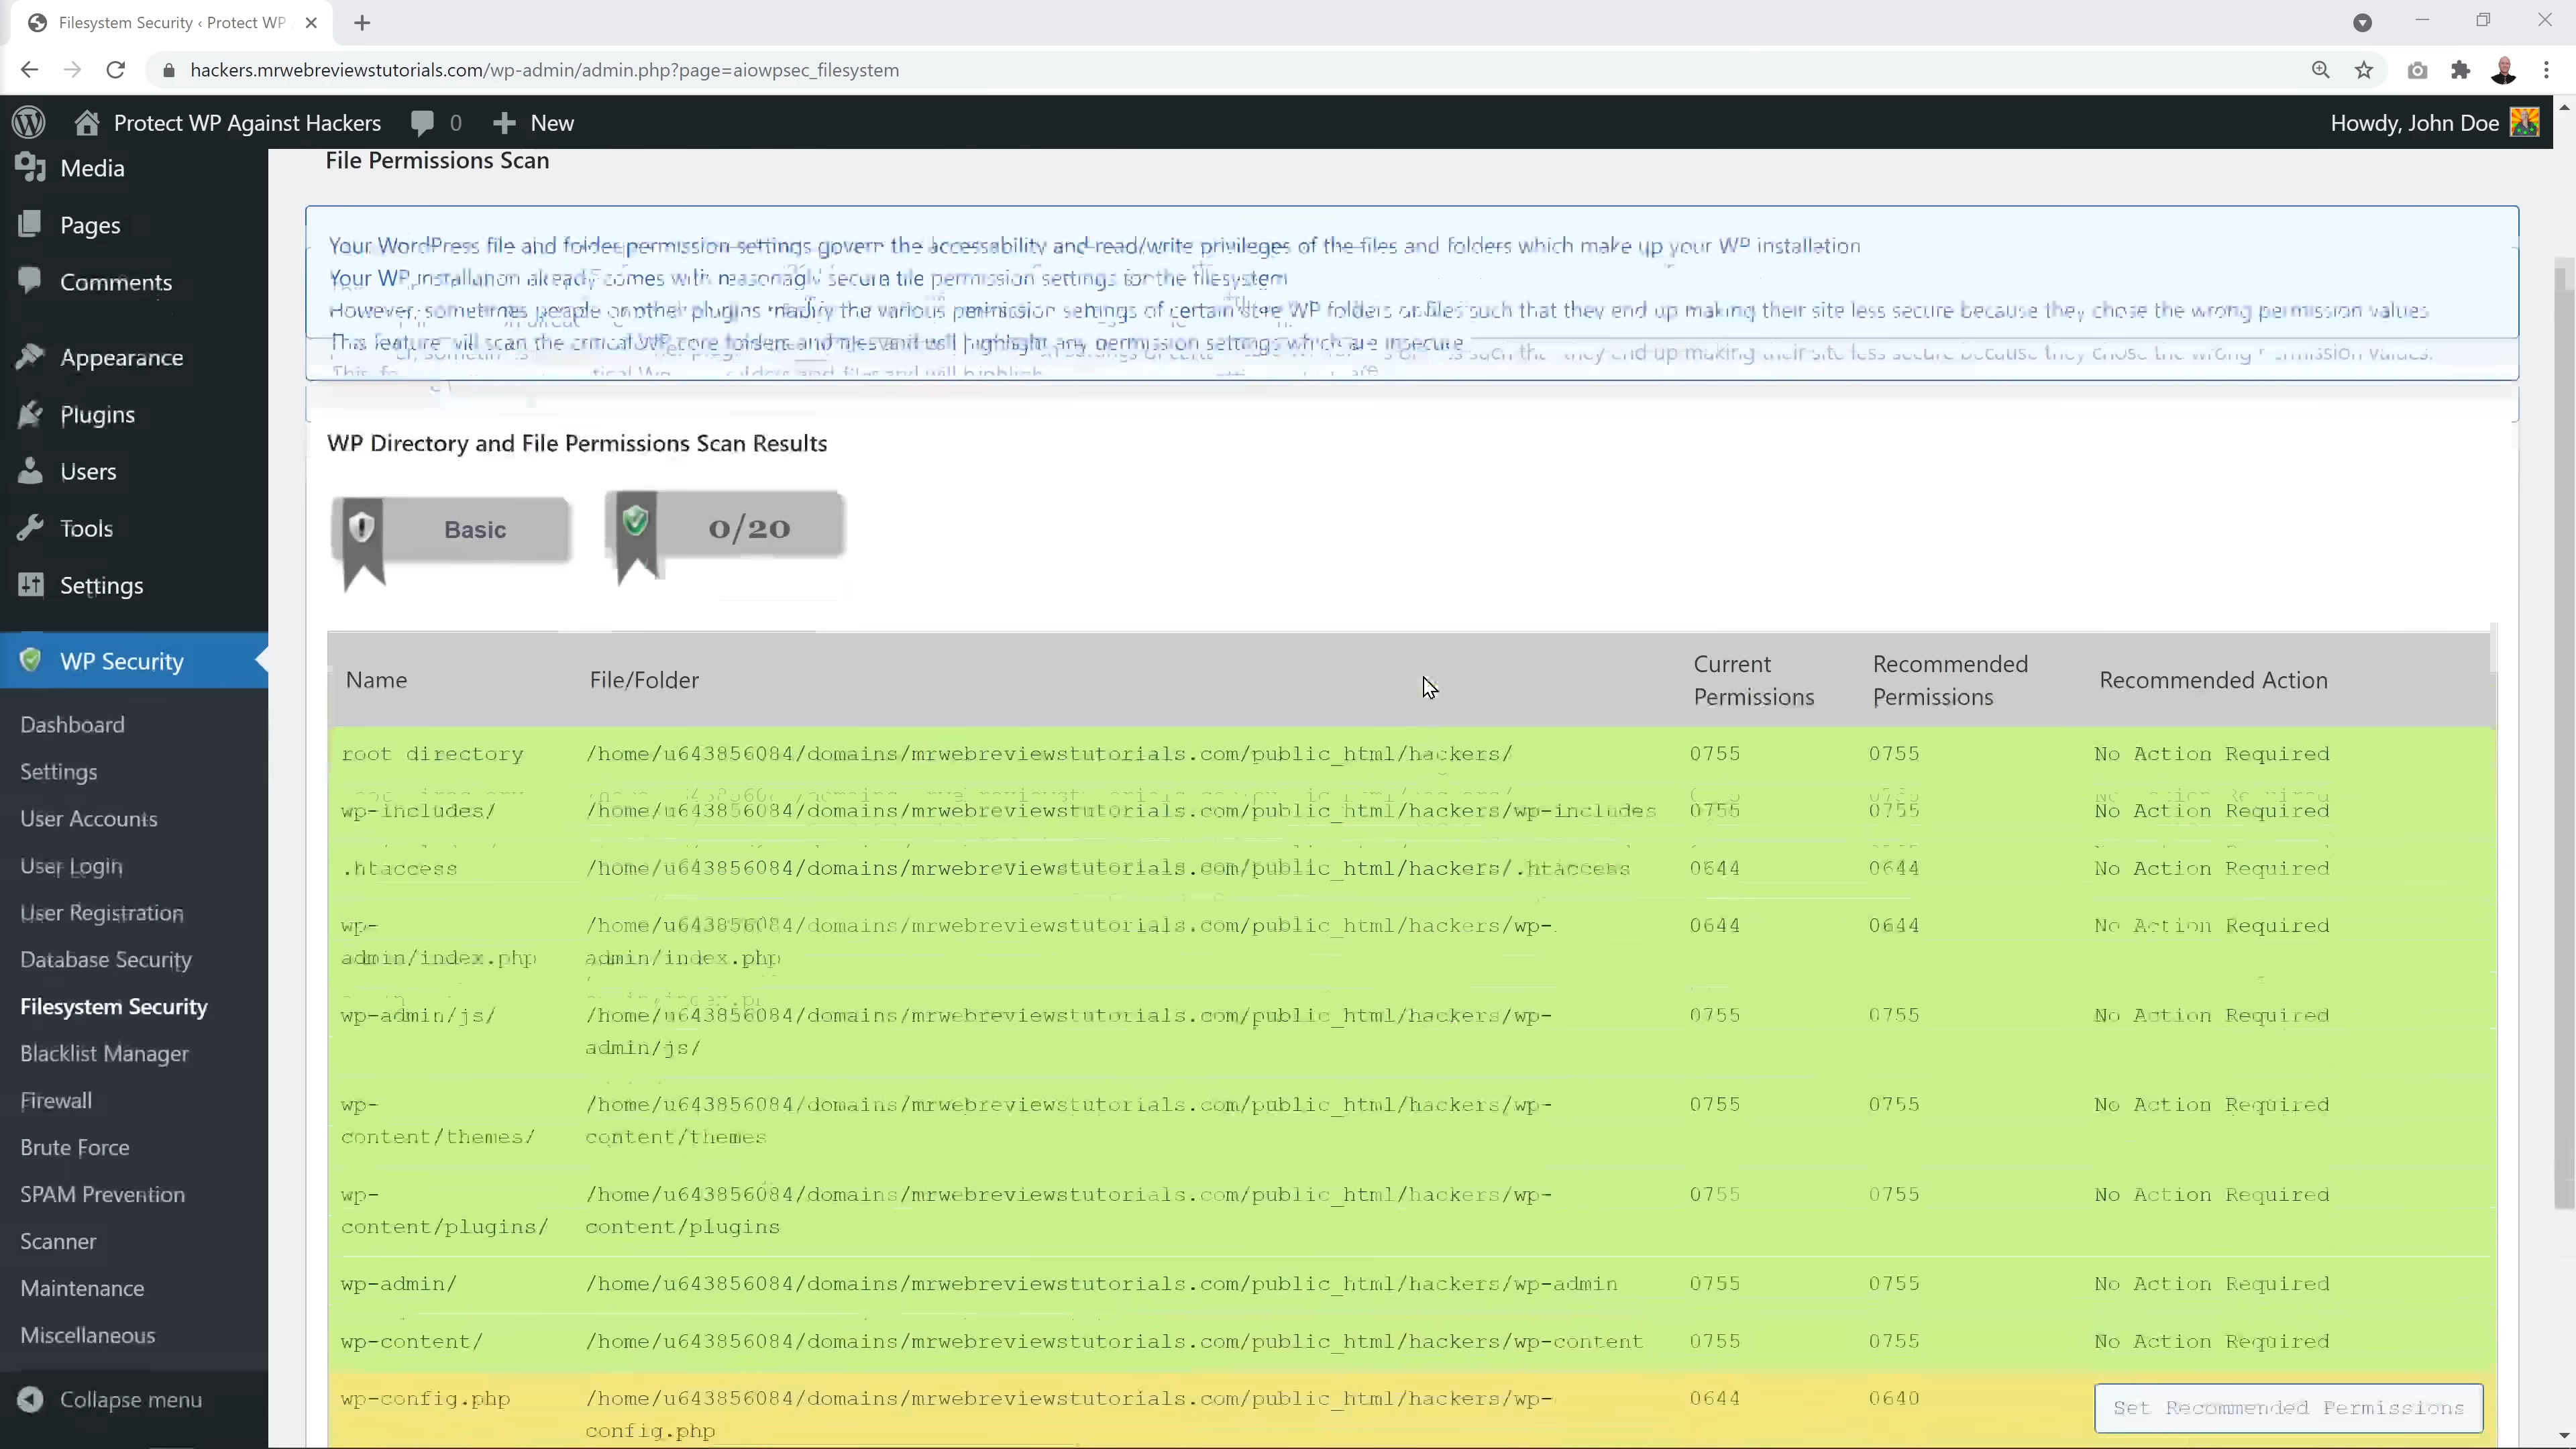 Filesystem Security ‹ Protect WP
hackers.mrwebreviewstutorials.com/wp-admin/admin.php?page=aiowpsec_filesystem
Protect WP Against Hackers 0 New Howdy, John Doe
Media
Pages
Comments
Appearance
Plugins
Users
Tools
Settings
WP Security
Dashboard
Settings
User Accounts
User Login
User Registration
Database Security
Filesystem Security
Blacklist Manager
Firewall
Brute Force
SPAM Prevention
Scanner
Maintenance
Miscellaneous
Collapse menu
File Permissions Scan
Your WordPress file and folder permission settings govern the accessability and read/write privileges of the files and folders which make up your WP installation
Your WP installation already comes with reasonably secure file permission settings for the filesystem
However, sometimes people or other plugins modify the various permission settings of certain core WP folders or files such that they end up making their site less secure because they chose the wrong permission values
This feature will scan the critical WP core folders and files and will highlight any permission settings which are insecure
WP Directory and File Permissions Scan Results
Basic 0/20
Name File/Folder Current Permissions Recommended Permissions Recommended Action
root directory /home/u643856084/domains/mrwebreviewstutorials.com/public_html/hackers/ 0755 0755 No Action Required
wp-includes/ /home/u643856084/domains/mrwebreviewstutorials.com/public_html/hackers/wp-includes 0755 0755 No Action Required
.htaccess /home/u643856084/domains/mrwebreviewstutorials.com/public_html/hackers/.htaccess 0644 0644 No Action Required
wp- /home/u643856084/domains/mrwebreviewstutorials.com/public_html/hackers/wp- 0644 0644 No Action Required
admin/index.php admin/index.php
wp-admin/js/ /home/u643856084/domains/mrwebreviewstutorials.com/public_html/hackers/wp- 0755 0755 No Action Required
admin/js/
wp- /home/u643856084/domains/mrwebreviewstutorials.com/public_html/hackers/wp- 0755 0755 No Action Required
content/themes/ content/themes
wp- /home/u643856084/domains/mrwebreviewstutorials.com/public_html/hackers/wp- 0755 0755 No Action Required
content/plugins/ content/plugins
wp-admin/ /home/u643856084/domains/mrwebreviewstutorials.com/public_html/hackers/wp-admin 0755 0755 No Action Required
wp-content/ /home/u643856084/domains/mrwebreviewstutorials.com/public_html/hackers/wp-content 0755 0755 No Action Required
wp-config.php /home/u643856084/domains/mrwebreviewstutorials.com/public_html/hackers/wp- 0644 0640 Set Recommended Permissions
config.php